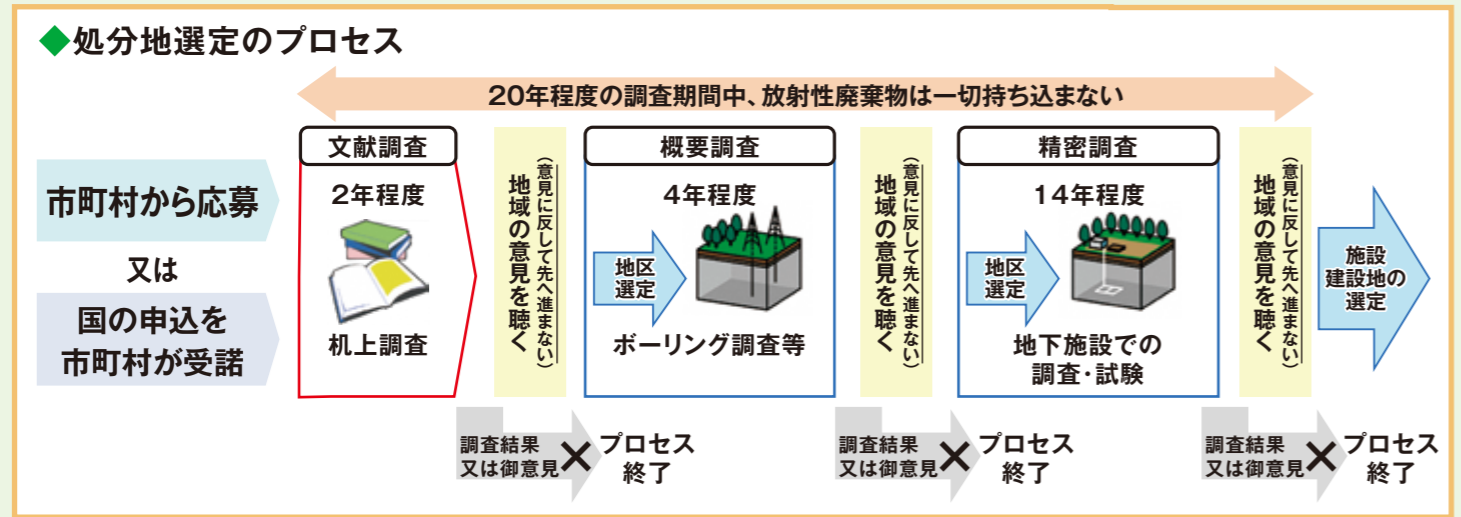 ◆処分地選定のプロセス
20年程度の調査期間中、放射性廃棄物は一切持ち込まない
市町村から応募
又は
国の申込を
市町村が受諾
文献調査
2年程度
机上調査
地域の意見を聴く
(意見に反して先へ進まない)
調査結果
又は御意見
×
プロセス
終了
概要調査
4年程度
地区
選定
ボーリング調査等
地域の意見を聴く
(意見に反して先へ進まない)
調査結果
又は御意見
×
プロセス
終了
精密調査
14年程度
地区
選定
地下施設での
調査・試験
地域の意見を聴く
(意見に反して先へ進まない)
調査結果
又は御意見
×
プロセス
終了
施設
建設地の
選定